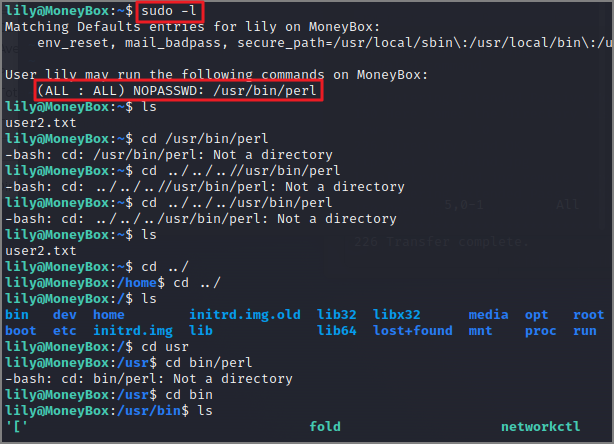 lily@MoneyBox:~$ sudo -l
Matching Defaults entries for lily on MoneyBox:
    env_reset, mail_badpass, secure_path=/usr/local/sbin\:/usr/local/bin\:/u
User lily may run the following commands on MoneyBox:
    (ALL : ALL) NOPASSWD: /usr/bin/perl
lily@MoneyBox:~$ ls
user2.txt
lily@MoneyBox:~$ cd /usr/bin/perl
-bash: cd: /usr/bin/perl: Not a directory
lily@MoneyBox:~$ cd ../../..//usr/bin/perl
-bash: cd: ../../..//usr/bin/perl: Not a directory
lily@MoneyBox:~$ cd ../../../usr/bin/perl
-bash: cd: ../../../usr/bin/perl: Not a directory
5.0-1 All
lily@MoneyBox:~$ ls
user2.txt
226 Transfer complete.
lily@MoneyBox:~$ cd ../
lily@MoneyBox:/home$ cd ../
lily@MoneyBox:/$ ls
bin dev home initrd.img.old lib32 libx32 media opt root
boot etc initrd.img lib lib64 lost+found mnt proc run
lily@MoneyBox:/$ cd usr
lily@MoneyBox:/usr$ cd bin/perl
-bash: cd: bin/perl: Not a directory
lily@MoneyBox:/usr$ cd bin
lily@MoneyBox:/usr/bin$ ls
'[' fold networkctl